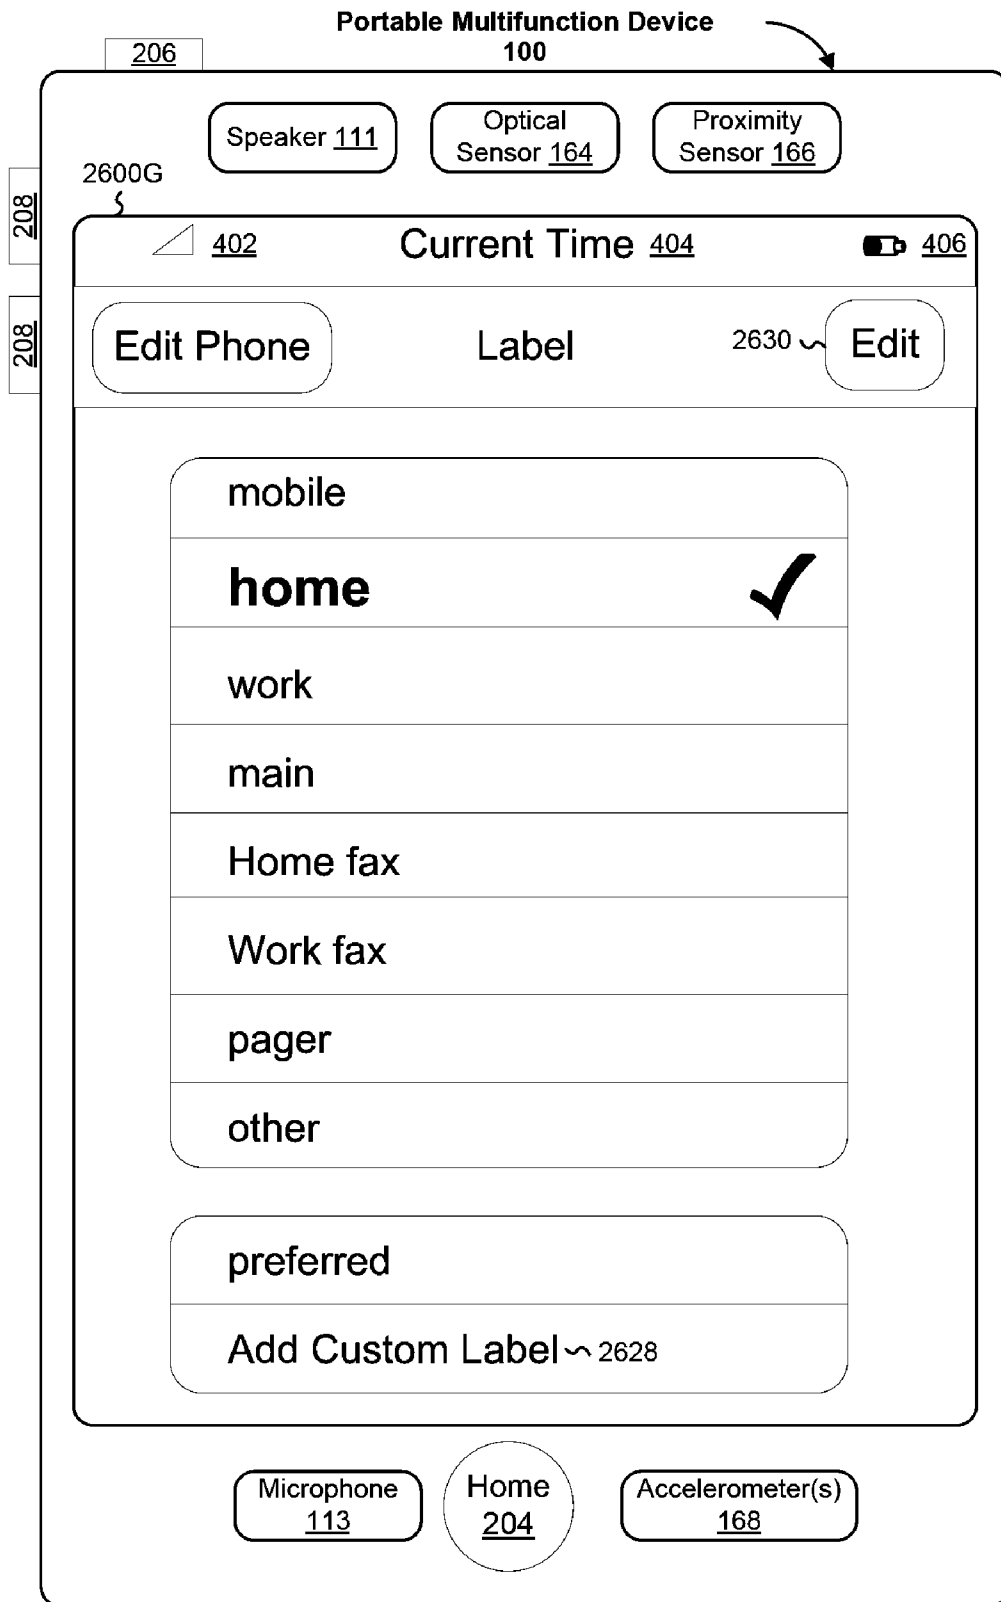 Portable Multifunction Device
100
206
Speaker 111
Optical
Sensor 164
Proximity
Sensor 166
2600G
208
402
Current Time 404
406
208
Edit Phone
Label
2630
Edit
mobile
home
work
main
Home fax
Work fax
pager
other
preferred
Add Custom Label 2628
Microphone
113
Home
204
Accelerometer(s)
168